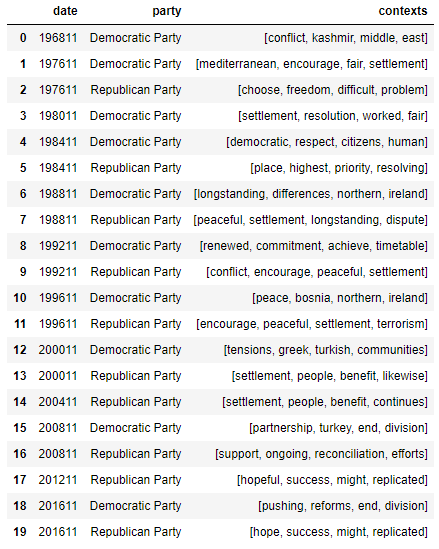 date party contexts
0 196811 Democratic Party [conflict, kashmir, middle, east]
1 197611 Democratic Party [mediterranean, encourage, fair, settlement]
2 197611 Republican Party [choose, freedom, difficult, problem]
3 198011 Democratic Party [settlement, resolution, worked, fair]
4 198411 Democratic Party [democratic, respect, citizens, human]
5 198411 Republican Party [place, highest, priority, resolving]
6 198811 Democratic Party [longstanding, differences, northern, ireland]
7 198811 Republican Party [peaceful, settlement, longstanding, dispute]
8 199211 Democratic Party [renewed, commitment, achieve, timetable]
9 199211 Republican Party [conflict, encourage, peaceful, settlement]
10 199611 Democratic Party [peace, bosnia, northern, ireland]
11 199611 Republican Party [encourage, peaceful, settlement, terrorism]
12 200011 Democratic Party [tensions, greek, turkish, communities]
13 200011 Republican Party [settlement, people, benefit, likewise]
14 200411 Republican Party [settlement, people, benefit, continues]
15 200811 Democratic Party [partnership, turkey, end, division]
16 200811 Republican Party [support, ongoing, reconciliation, efforts]
17 201211 Republican Party [hopeful, success, might, replicated]
18 201611 Democratic Party [pushing, reforms, end, division]
19 201611 Republican Party [hope, success, might, replicated]